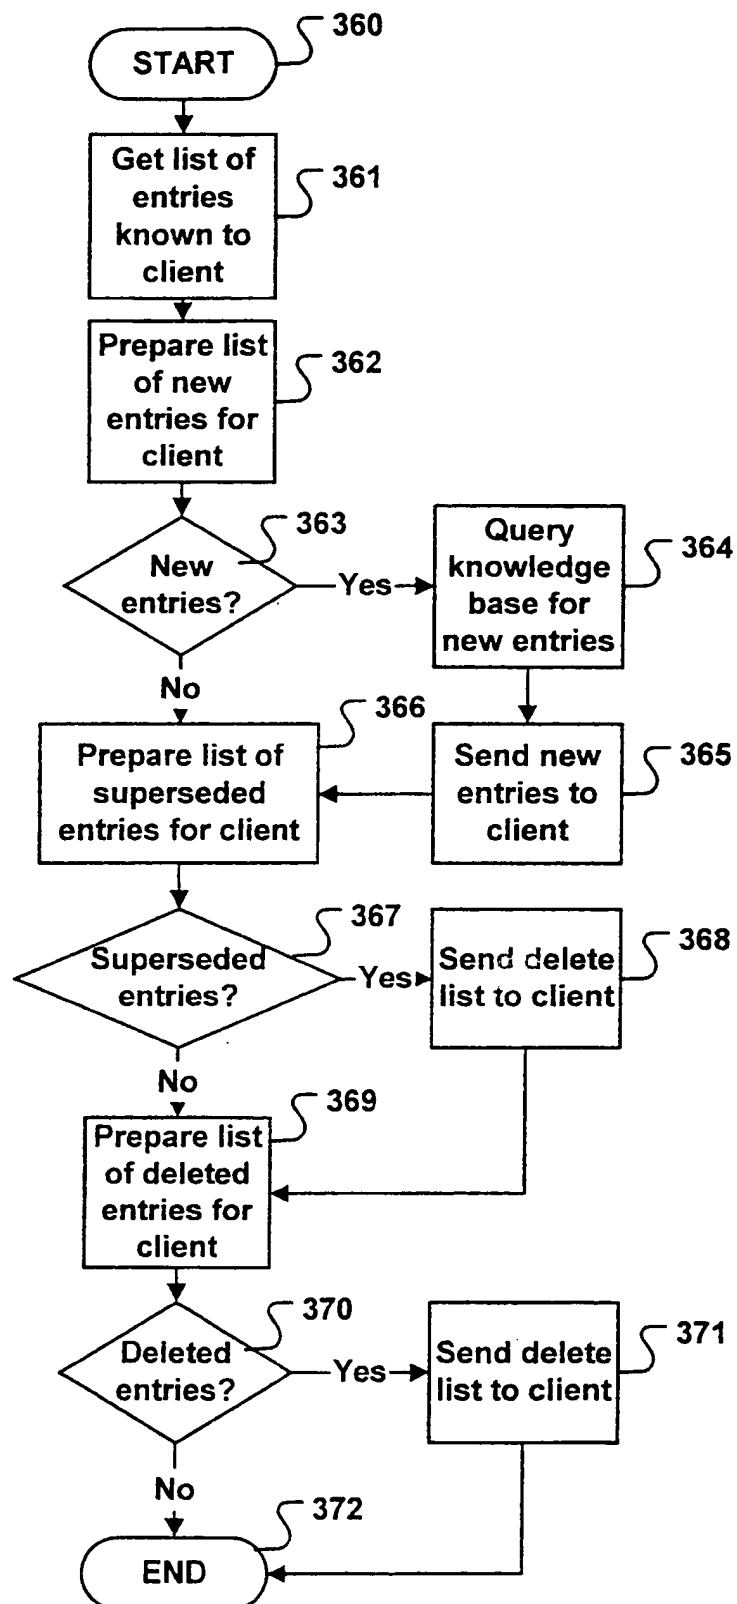 360
START
Get list of
entries
known to
client
361
Prepare list
of new
entries for
client
362
363
New
entries?
Yes
Query
knowledge
base for
new entries
364
No
366
Prepare list of
superseded
entries for client
Send new
entries to
client
365
367
Superseded
entries?
Yes
Send delete
list to client
368
No
369
Prepare list
of deleted
entries for
client
370
Deleted
entries?
Yes
Send delete
list to client
371
No
372
END